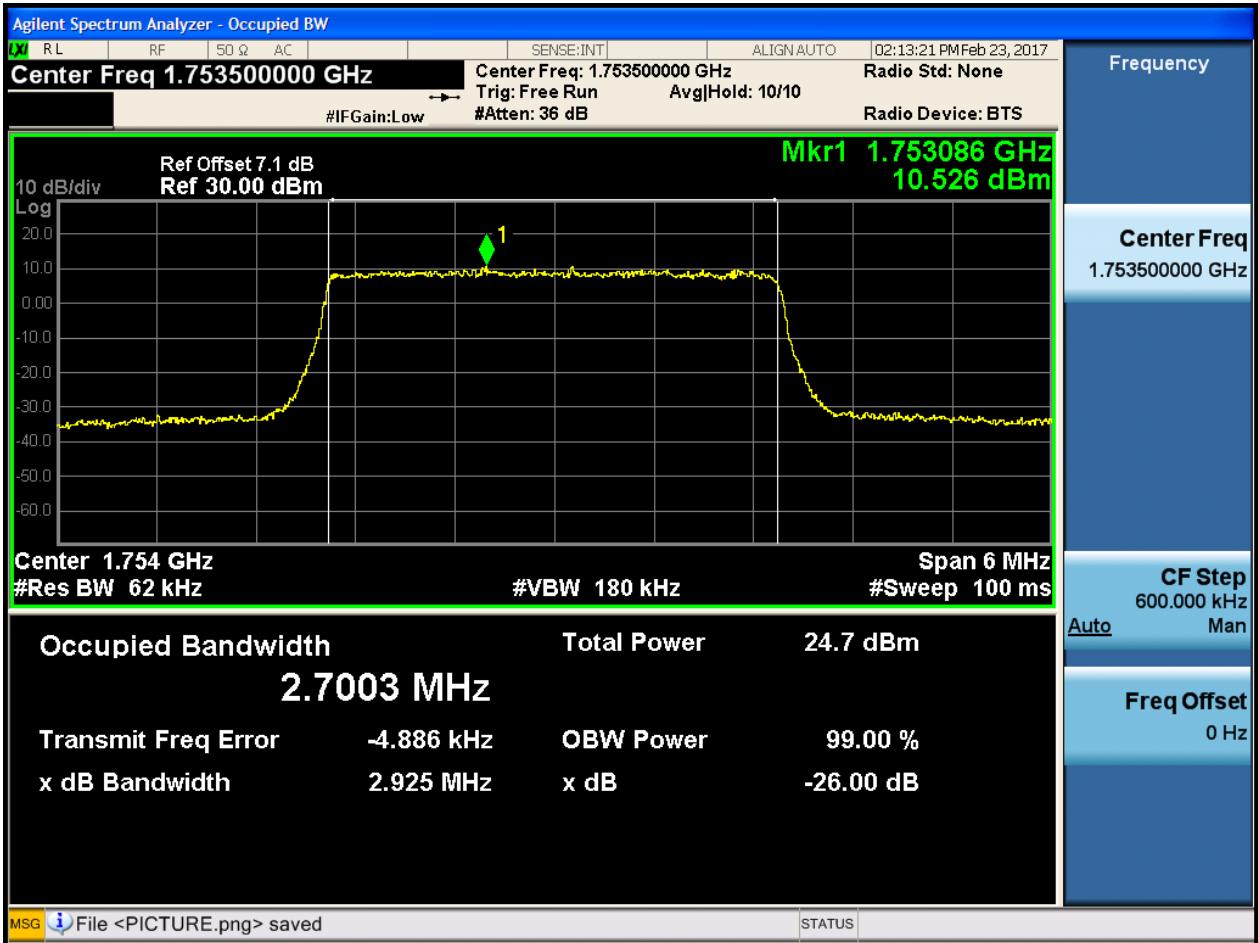 Agilent Spectrum Analyzer - Occupied BW
LXI RL RF 50 Ω AC SENSE:INT ALIGN AUTO 02:13:21 PM Feb 23, 2017
Center Freq 1.753500000 GHz
Center Freq: 1.753500000 GHz
Radio Std: None
Trig: Free Run Avg|Hold: 10/10
#IFGain:Low
#Atten: 36 dB
Radio Device: BTS
Mkr1 1.753086 GHz
10.526 dBm
Ref Offset 7.1 dB
10 dB/div Ref 30.00 dBm
Log
20.0
10.0
0.00
-10.0
-20.0
-30.0
-40.0
-50.0
-60.0
1
Center 1.754 GHz Span 6 MHz
#Res BW 62 kHz #VBW 180 kHz #Sweep 100 ms
Occupied Bandwidth Total Power 24.7 dBm
2.7003 MHz
Transmit Freq Error -4.886 kHz OBW Power 99.00 %
x dB Bandwidth 2.925 MHz x dB -26.00 dB
Frequency
Center Freq
1.753500000 GHz
CF Step
600.000 kHz
Auto Man
Freq Offset
0 Hz
MSG File <PICTURE.png> saved STATUS